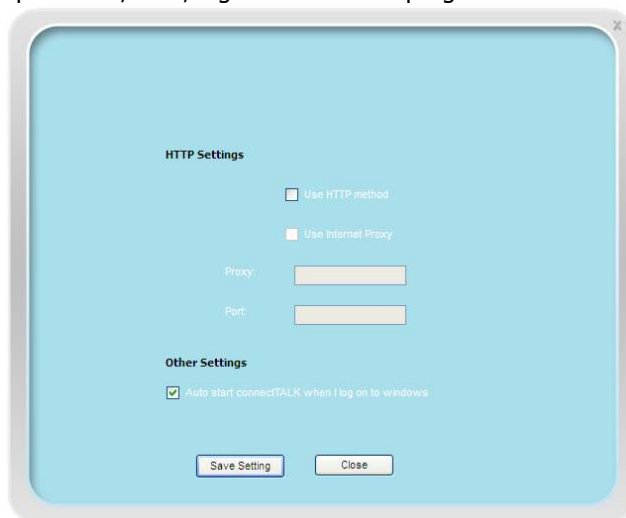 X
HTTP Settings
Use HTTP method
Use Internet Proxy
Proxy:
Port:
Other Settings
Auto start connectTALK when I log on to windows
Save Setting
Close